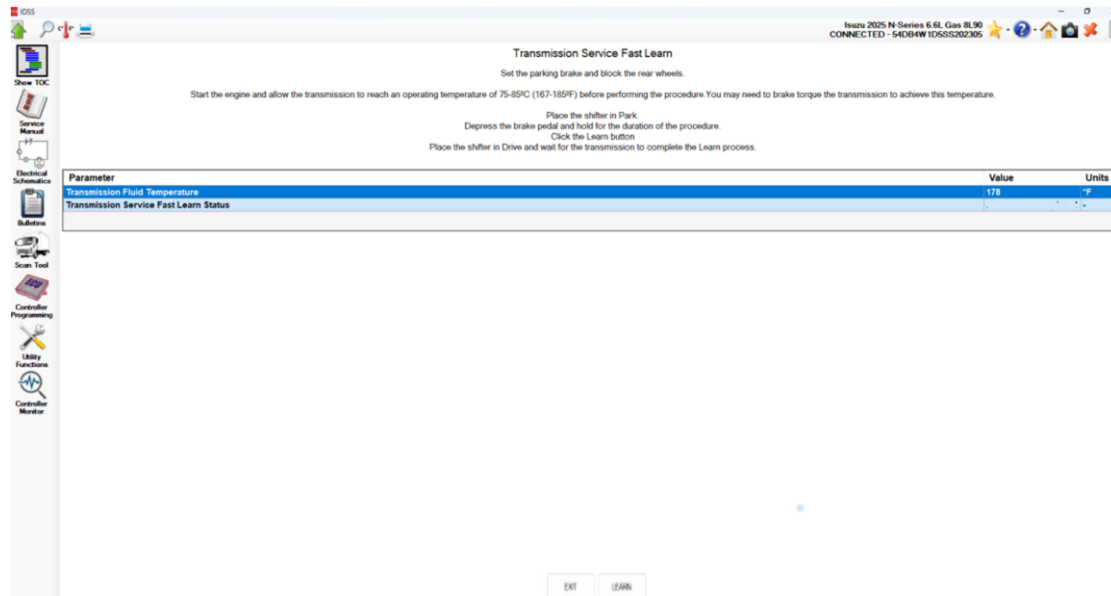 IDSS
Isuzu 2025 N-Series 6.6L Gas 8L90
CONNECTED - 54DB4W1D5SS202305
Show TOC
Service
Manual
Electrical
Schematics
Bulletins
Scan Tool
ECU
Controller
Programming
Utility
Functions
Controller
Monitor
Transmission Service Fast Learn
Set the parking brake and block the rear wheels.
Start the engine and allow the transmission to reach an operating temperature of 75-85ºC (167-185ºF) before performing the procedure.You may need to brake torque the transmission to achieve this temperature.
Place the shifter in Park.
Depress the brake pedal and hold for the duration of the procedure.
Click the Learn button
Place the shifter in Drive and wait for the transmission to complete the Learn process.
Parameter Value Units
Transmission Fluid Temperature 178 °F
Transmission Service Fast Learn Status -
EXIT LEARN